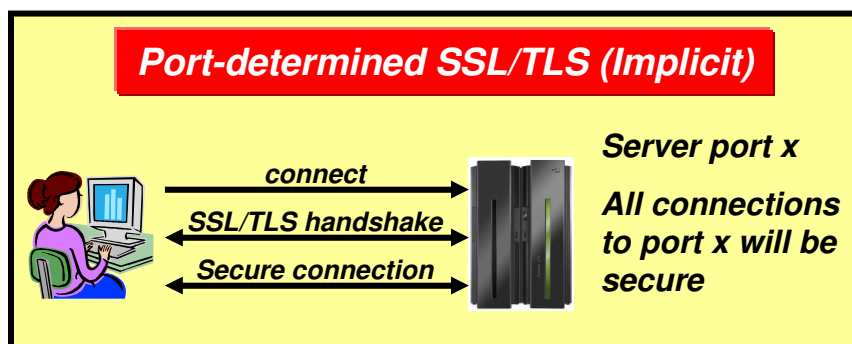 Port-determined SSL/TLS (Implicit)
connect
SSL/TLS handshake
Secure connection
Server port x
All connections
to port x will be
secure